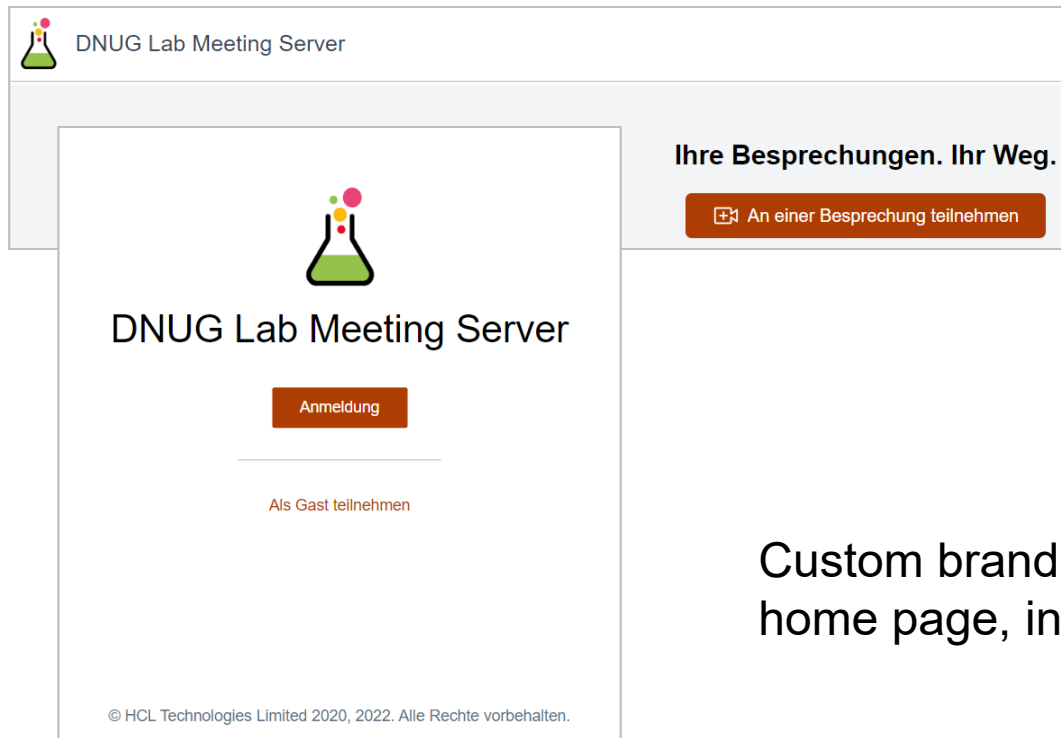 DNUG Lab Meeting Server
Ihre Besprechungen. Ihr Weg.
An einer Besprechung teilnehmen
DNUG Lab Meeting Server
Anmeldung
Als Gast teilnehmen
Custom brand
home page, in
© HCL Technologies Limited 2020, 2022. Alle Rechte vorbehalten.